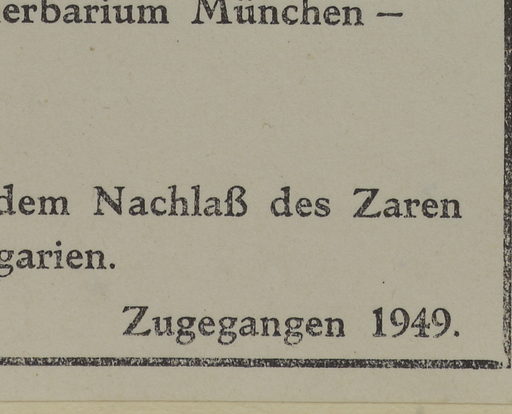 erbarium München –
dem Nachlaß des Zaren
garien.
Zugegangen 1949.